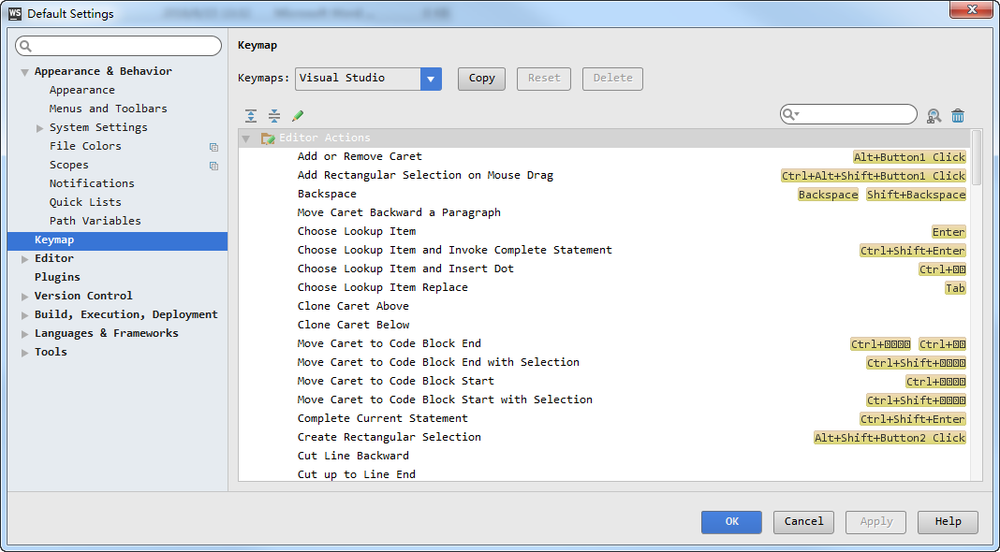 WS Default Settings
Keymap
Keymaps: Visual Studio Copy Reset Delete
Appearance & Behavior
Appearance
Menus and Toolbars
System Settings
File Colors
Scopes
Notifications
Quick Lists
Path Variables
Keymap
Editor
Plugins
Version Control
Build, Execution, Deployment
Languages & Frameworks
Tools
Editor Actions
Add or Remove Caret Alt+Button1 Click
Add Rectangular Selection on Mouse Drag Ctrl+Alt+Shift+Button1 Click
Backspace Backspace Shift+Backspace
Move Caret Backward a Paragraph
Choose Lookup Item Enter
Choose Lookup Item and Invoke Complete Statement Ctrl+Shift+Enter
Choose Lookup Item and Insert Dot Ctrl+
Choose Lookup Item Replace Tab
Clone Caret Above
Clone Caret Below
Move Caret to Code Block End Ctrl+ Ctrl+
Move Caret to Code Block End with Selection Ctrl+Shift+
Move Caret to Code Block Start Ctrl+
Move Caret to Code Block Start with Selection Ctrl+Shift+
Complete Current Statement Ctrl+Shift+Enter
Create Rectangular Selection Alt+Shift+Button2 Click
Cut Line Backward
Cut up to Line End
OK Cancel Apply Help